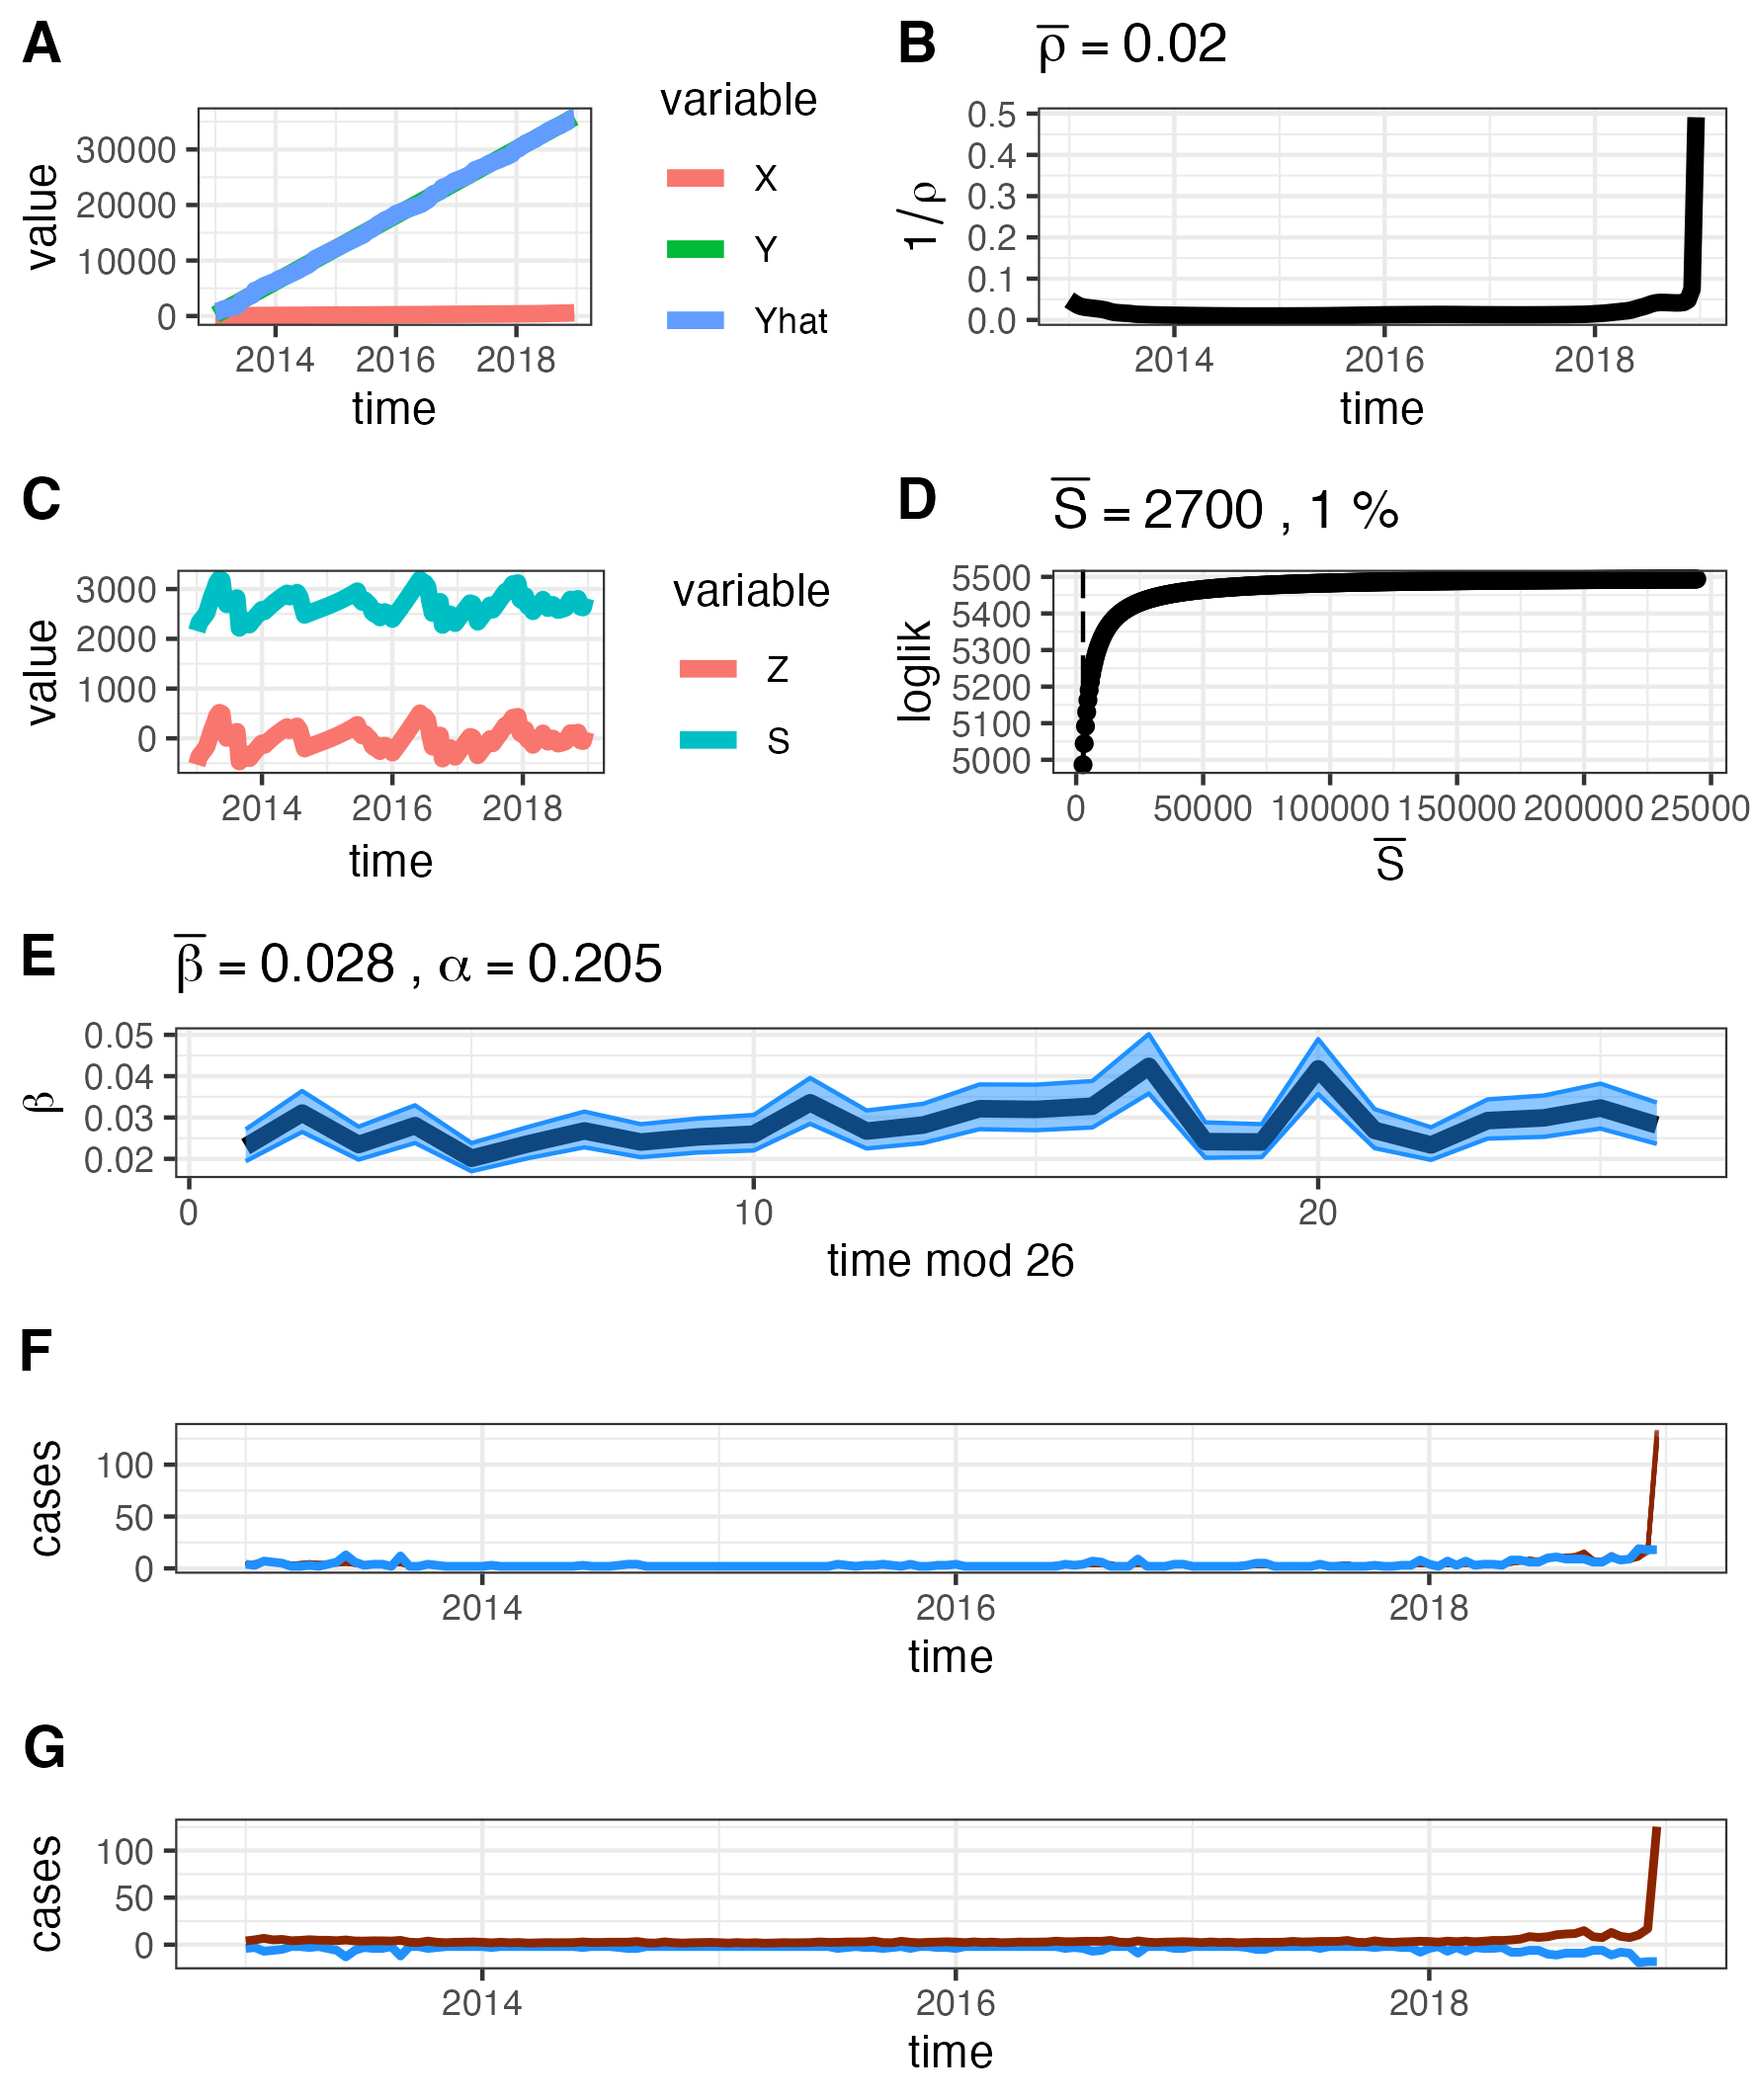 A
variable
X
Y
Yhat
value
30000
20000
10000
0
2014 2016 2018
time
B
ρ̅ = 0.02
1/ρ
0.5
0.4
0.3
0.2
0.1
0.0
2014 2016 2018
time
C
variable
Z
S
value
3000
2000
1000
0
2014 2016 2018
time
D
S̅ = 2700 , 1 %
loglik
5500
5400
5300
5200
5100
5000
0 50000 100000 150000 200000 25000
S̅
E
β̅ = 0.028 , α = 0.205
β
0.05
0.04
0.03
0.02
0 10 20
time mod 26
F
cases
100
50
0
2014 2016 2018
time
G
cases
100
50
0
2014 2016 2018
time